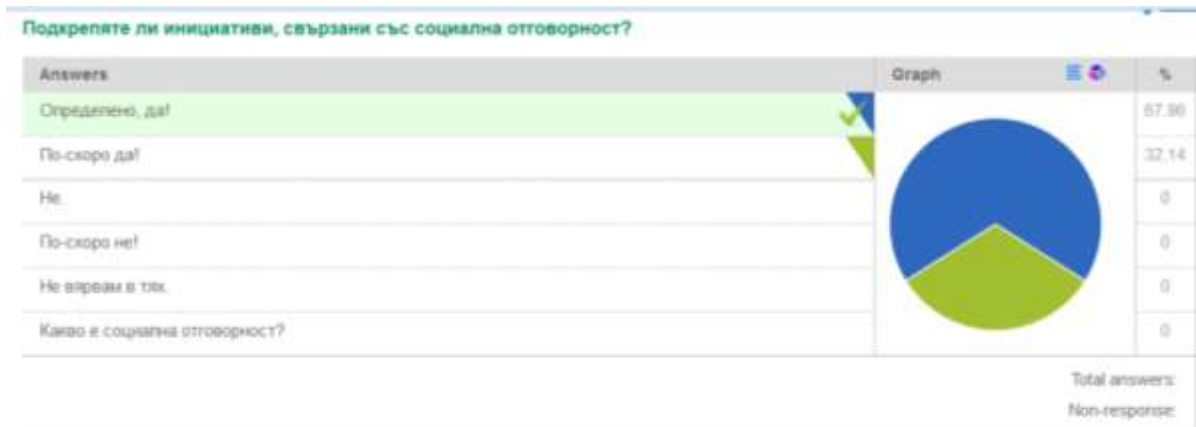 Подкрепяте ли инициативи, свързани със социална отговорност?
Answers Graph %
Определено, да! 67.86
По-скоро да! 32.14
Не. 0
По-скоро не! 0
Не вярвам в тях. 0
Какво е социална отговорност? 0
Total answers:
Non-response: